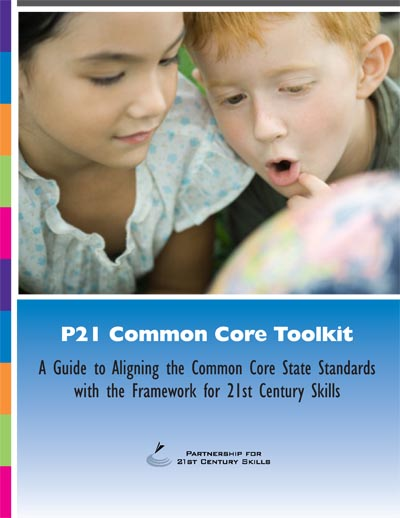 P21 Common Core Toolkit
A Guide to Aligning the Common Core State Standards
with the Framework for 21st Century Skills
Partnership for
21st Century Skills